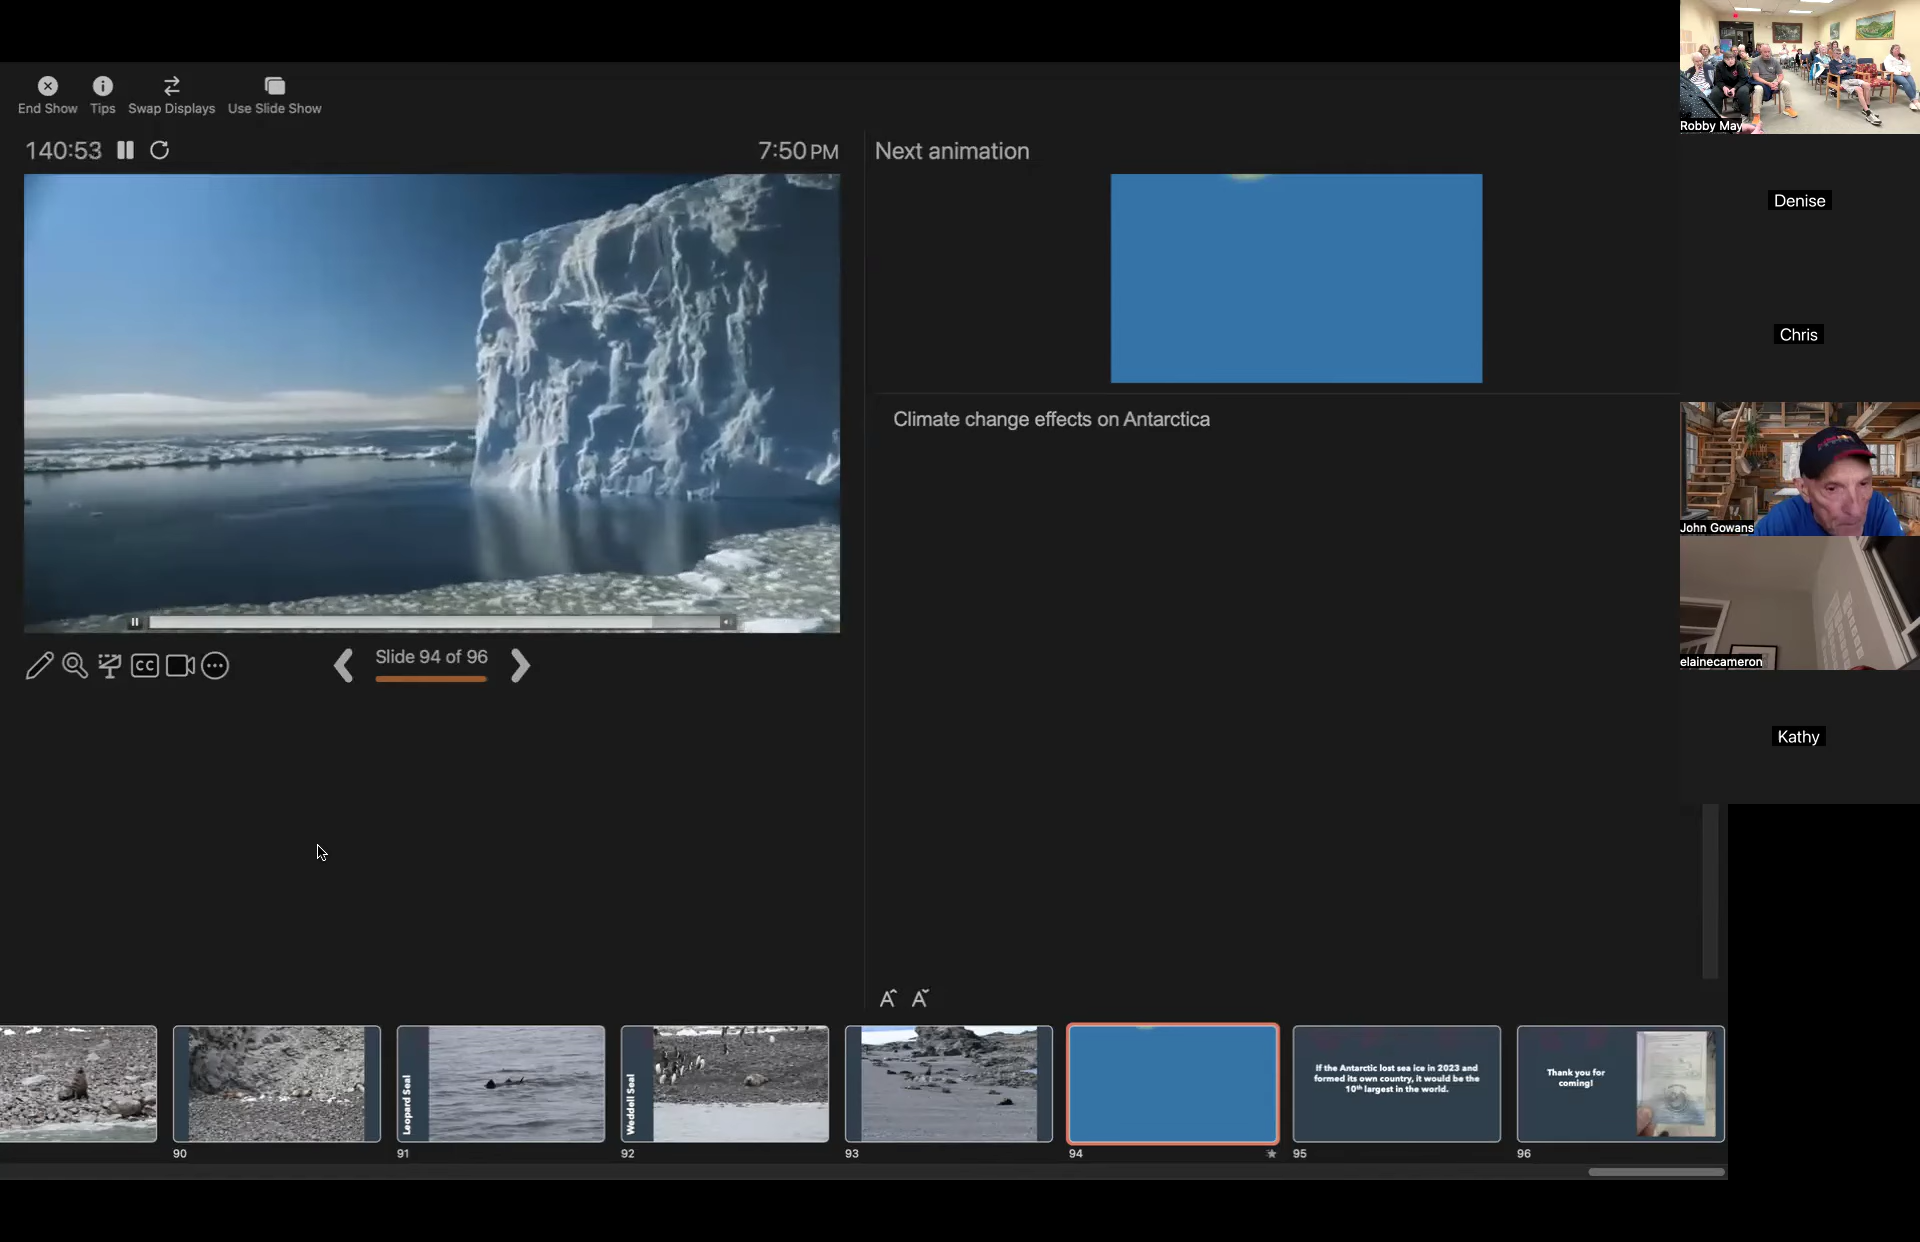 End Show
Tips
Swap Displays
Use Slide Show
140:53
7:50 PM
Next animation
Climate change effects on Antarctica
Slide 94 of 96
CC
Robby May
Denise
Chris
John Gowans
elainecameron
Kathy
A A
Leopard Seal
Weddell Seal
If the Antarctic lost sea ice in 2023 and
formed its own country, it would be the
10th largest in the world.
Thank you for
coming!
90
91
92
93
94
95
96